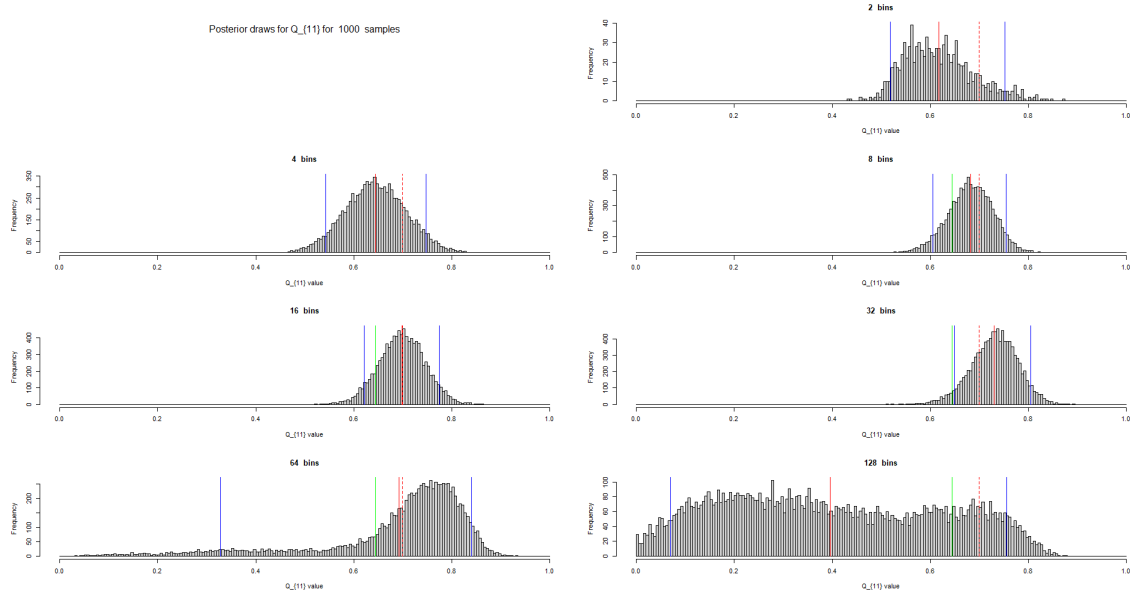 Posterior draws for Q_{11} for 1000 samples
2 bins
Frequency
0 10 20 30 40
0.0 0.2 0.4 0.6 0.8 1.0
Q_{11} value
4 bins
Frequency
0 50 150 250 350
0.0 0.2 0.4 0.6 0.8 1.0
Q_{11} value
8 bins
Frequency
0 100 300 500
0.0 0.2 0.4 0.6 0.8 1.0
Q_{11} value
16 bins
Frequency
0 100 200 300 400
0.0 0.2 0.4 0.6 0.8 1.0
Q_{11} value
32 bins
Frequency
0 100 200 300 400
0.0 0.2 0.4 0.6 0.8 1.0
Q_{11} value
64 bins
Frequency
0 50 100 200
0.0 0.2 0.4 0.6 0.8 1.0
Q_{11} value
128 bins
Frequency
0 20 40 60 80 100
0.0 0.2 0.4 0.6 0.8 1.0
Q_{11} value